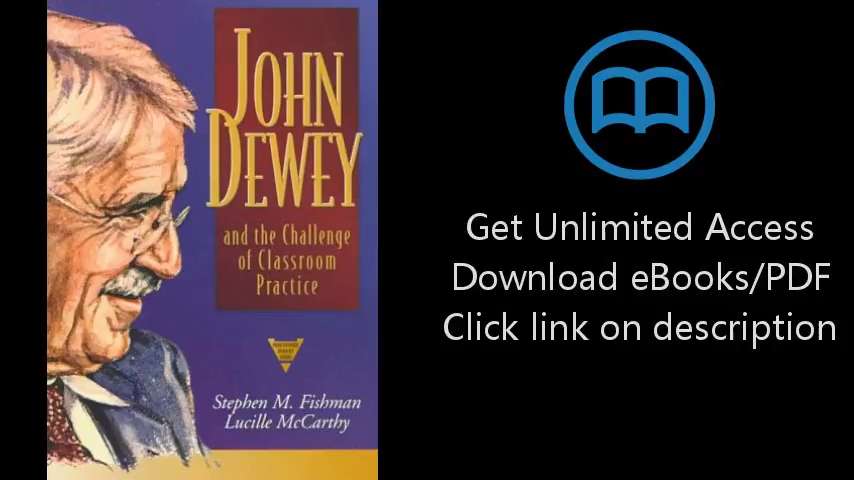 JOHN
DEWEY
and the Challenge
of Classroom
Practice
Stephen M. Fishman
Lucille McCarthy
Get Unlimited Access
Download eBooks/PDF
Click link on description